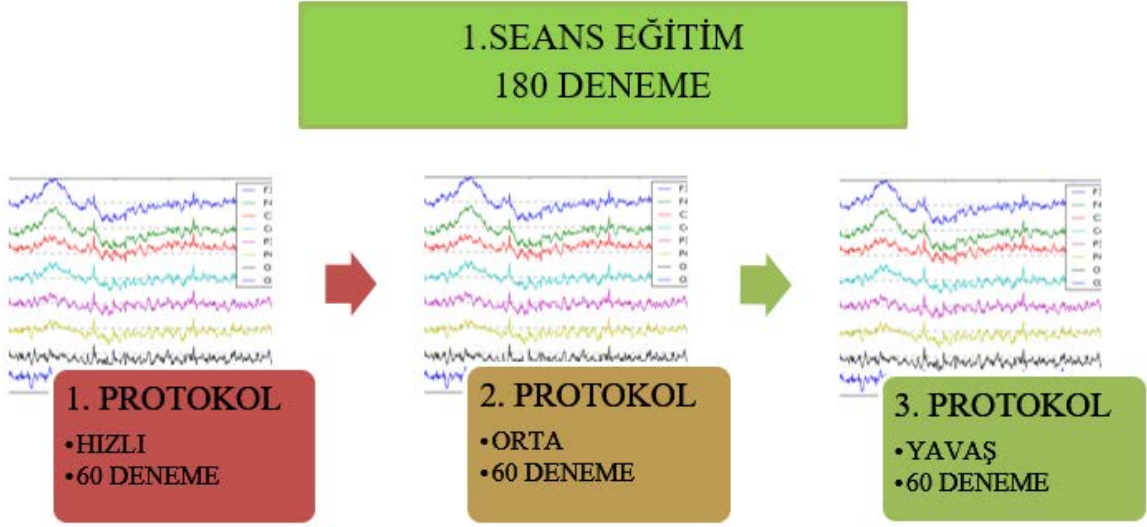 1.SEANS EĞİTİM
180 DENEME
1. PROTOKOL
•HIZLI
•60 DENEME
2. PROTOKOL
•ORTA
•60 DENEME
3. PROTOKOL
•YAVAŞ
•60 DENEME